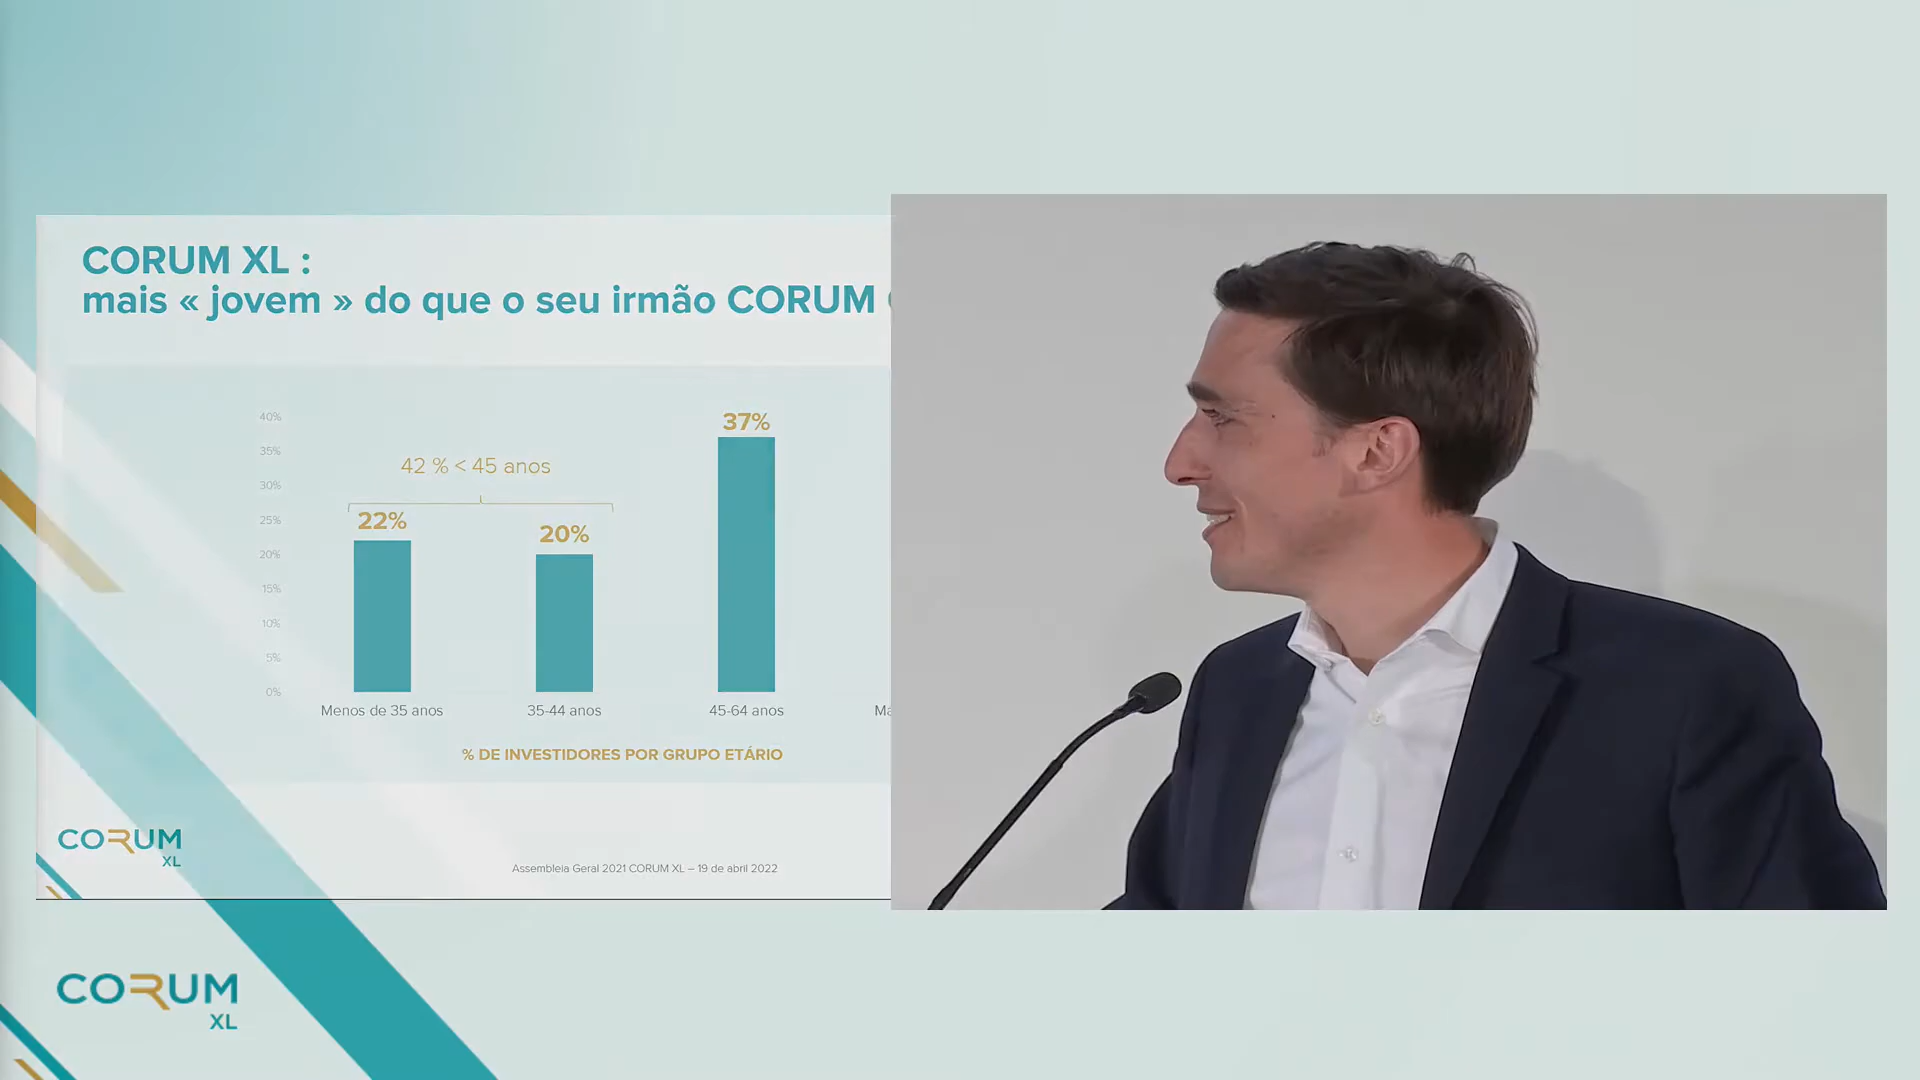 CORUM XL :
mais « jovem » do que o seu irmão CORUM
40%
35%
30%
25%
20%
15%
10%
5%
0%
42 % < 45 anos
22%
20%
37%
Menos de 35 anos
35-44 anos
45-64 anos
% DE INVESTIDORES POR GRUPO ETÁRIO
CORUM
XL
Assembleia Geral 2021 CORUM XL – 19 de abril 2022
CORUM
XL